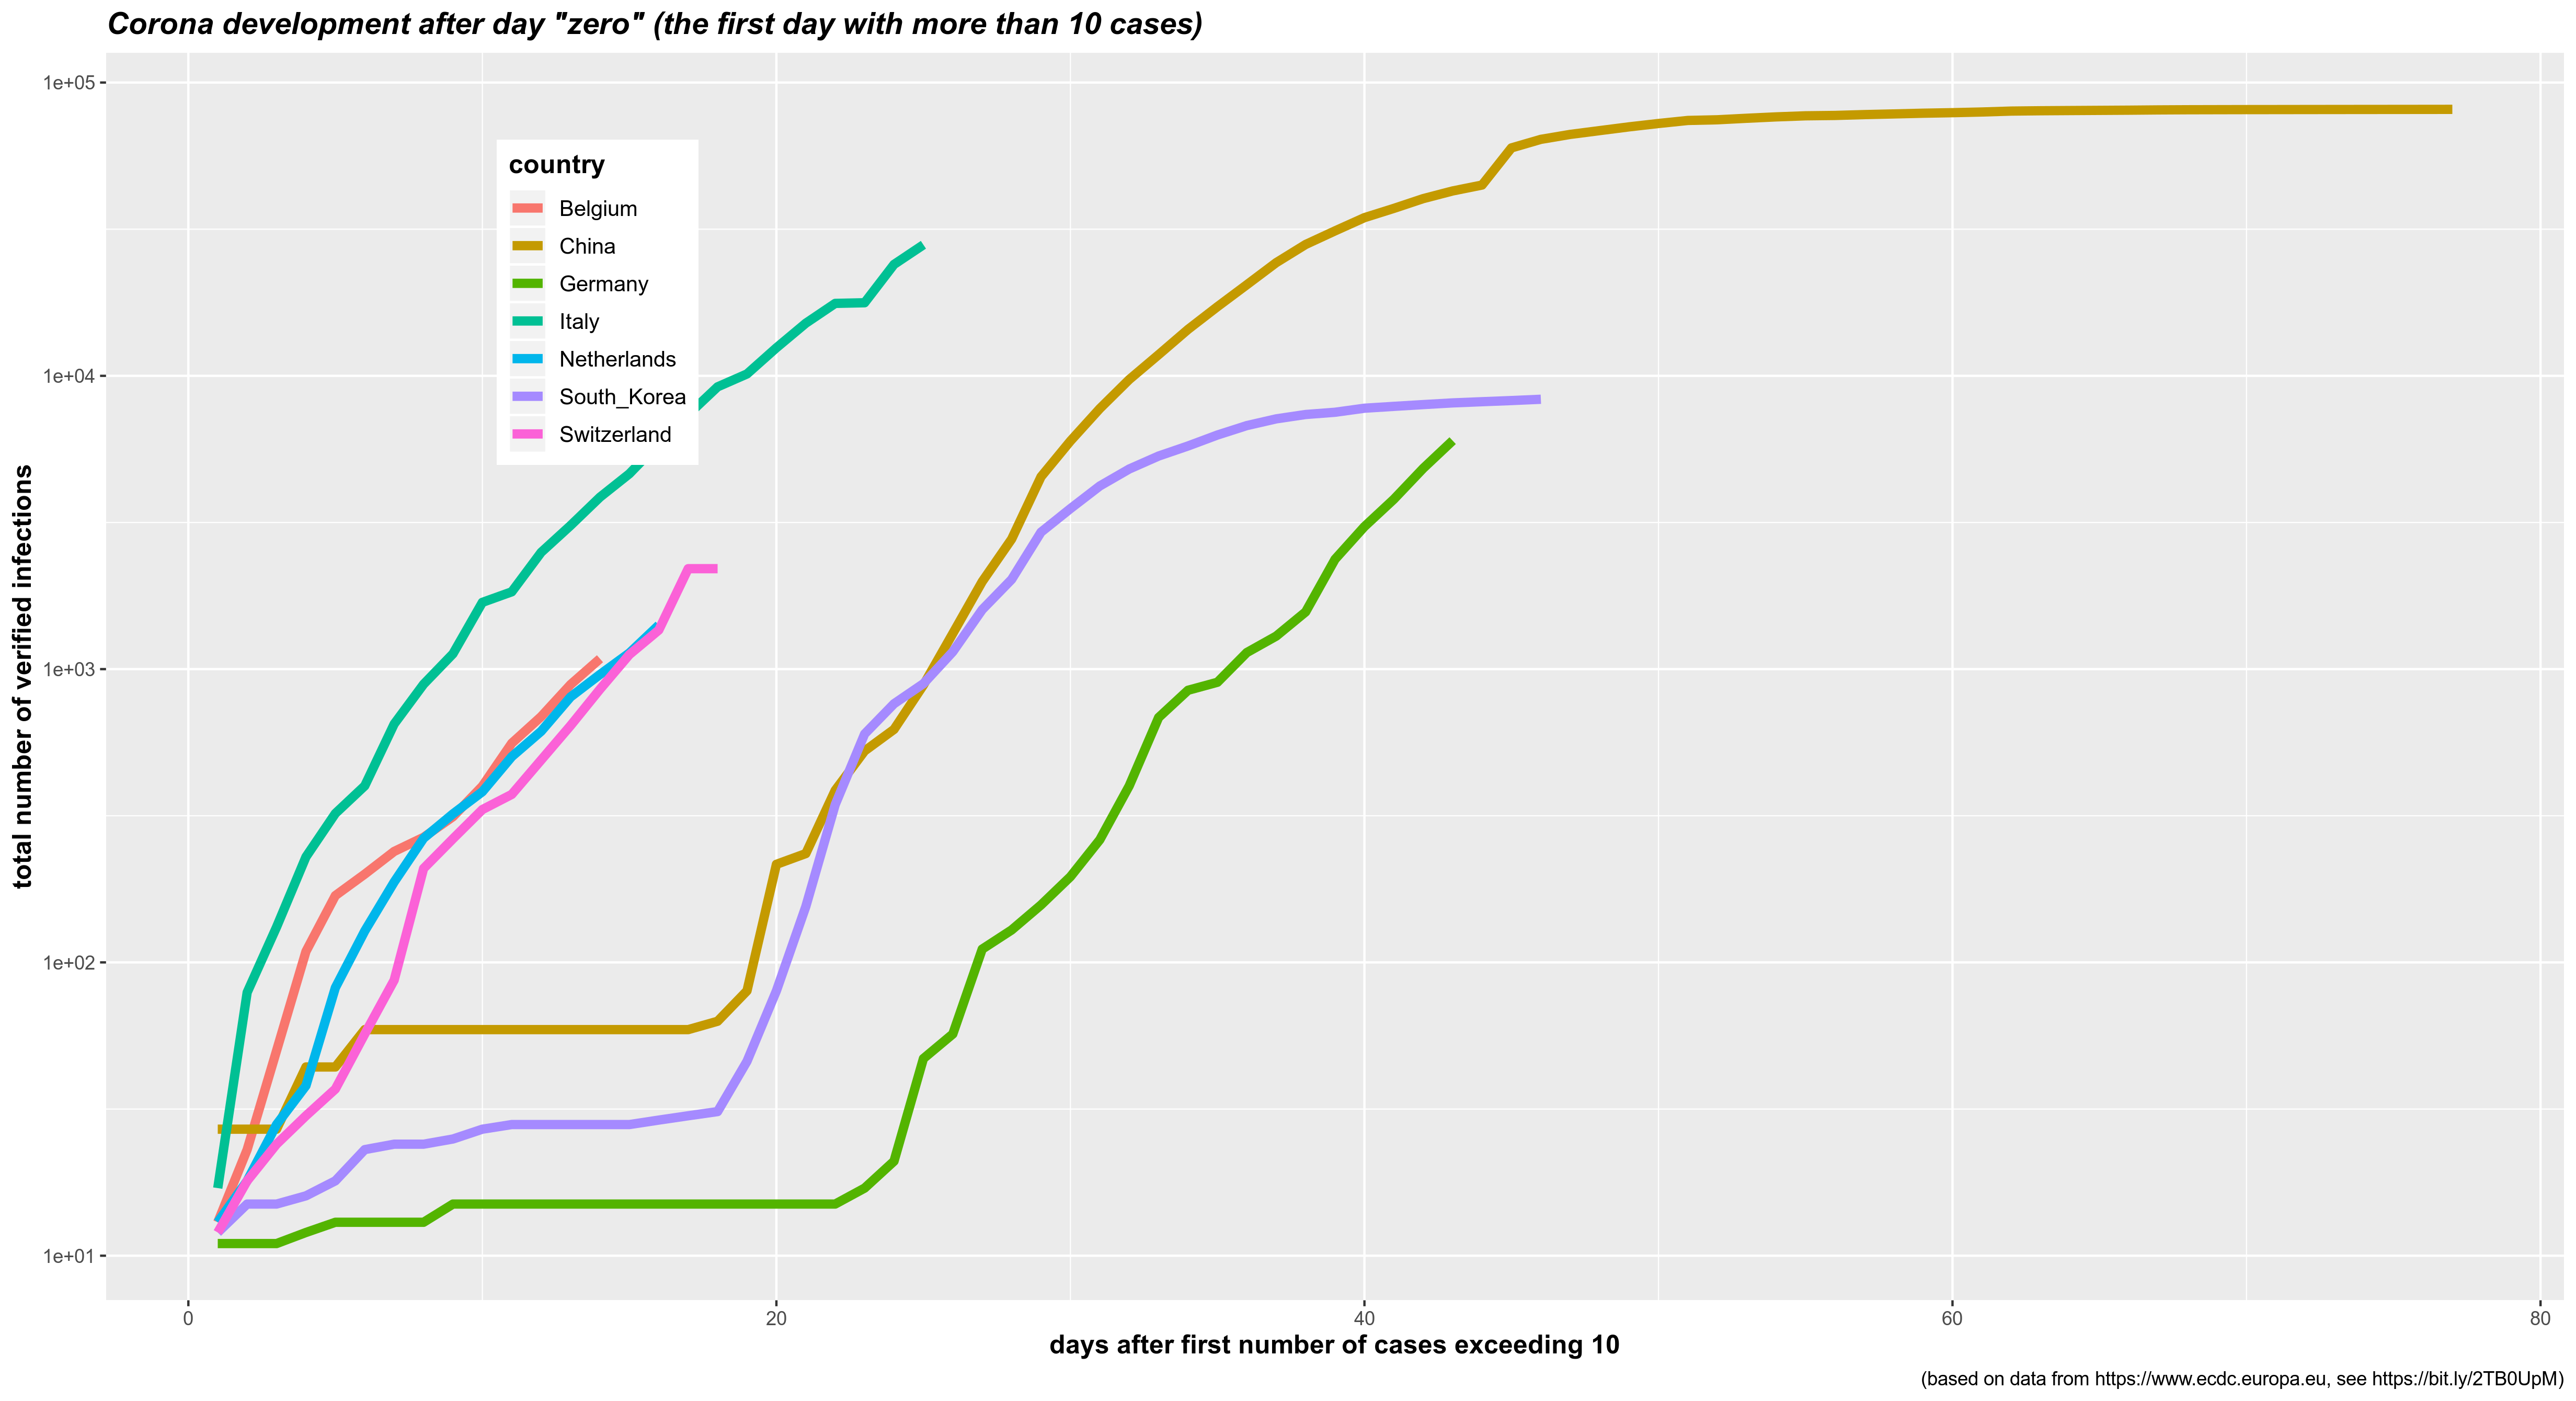 Corona development after day "zero" (the first day with more than 10 cases)
1e+05
1e+04
1e+03
1e+02
1e+01
total number of verified infections
country
Belgium
China
Germany
Italy
Netherlands
South_Korea
Switzerland
0
20
40
60
80
days after first number of cases exceeding 10
(based on data from https://www.ecdc.europa.eu, see https://bit.ly/2TB0UpM)